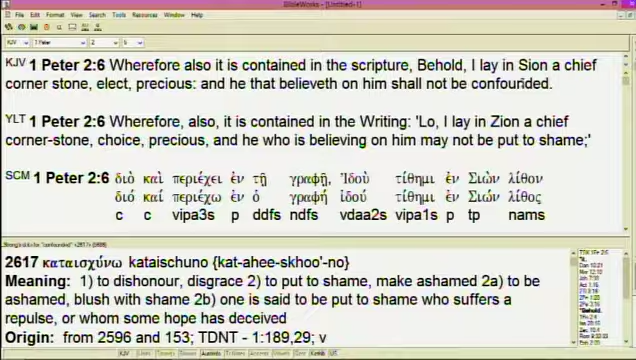 BibleWorks - [Untitled-1]
File Edit Format View Search Tools Resources Window Help
KJV 1 Peter 2 6
KJV 1 Peter 2:6 Wherefore also it is contained in the scripture, Behold, I lay in Sion a chief
corner stone, elect, precious: and he that believeth on him shall not be confounded.
YLT 1 Peter 2:6 Wherefore, also, it is contained in the Writing: 'Lo, I lay in Zion a chief
corner-stone, choice, precious, and he who is believing on him may not be put to shame;'
SCM 1 Peter 2:6 διὸ καὶ περιέχει ἐν τῇ γραφῇ, Ἰδού τίθημι ἐν Σιὼν λίθον
διό καί περιέχω ἐν ὁ γραφή ἰδού τίθημι ἐν Σιών λίθος
c c vipa3s p ddfs ndfs vdaa2s vipa1s p tp nams
2617 καταισχύνω kataischuno {kat-ahee-skhoo'-no}
Meaning: 1) to dishonour, disgrace 2) to put to shame, make ashamed 2a) to be
ashamed, blush with shame 2b) one is said to be put to shame who suffers a
repulse, or whom some hope has deceived
Origin: from 2596 and 153; TDNT - 1:189,29; v